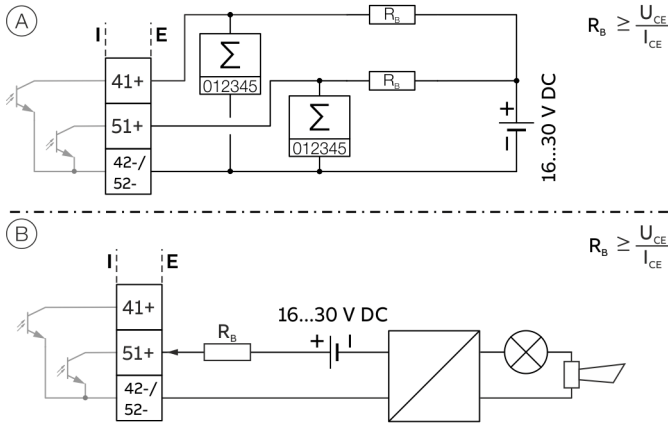 A
I E
R_B
R_B ≥ U_CE / I_CE
Σ
012345
41+
R_B
51+
Σ
012345
42-/
52-
+
-
16...30 V DC
B
I E
R_B ≥ U_CE / I_CE
41+
51+
R_B
16...30 V DC
+ -
42-/
52-